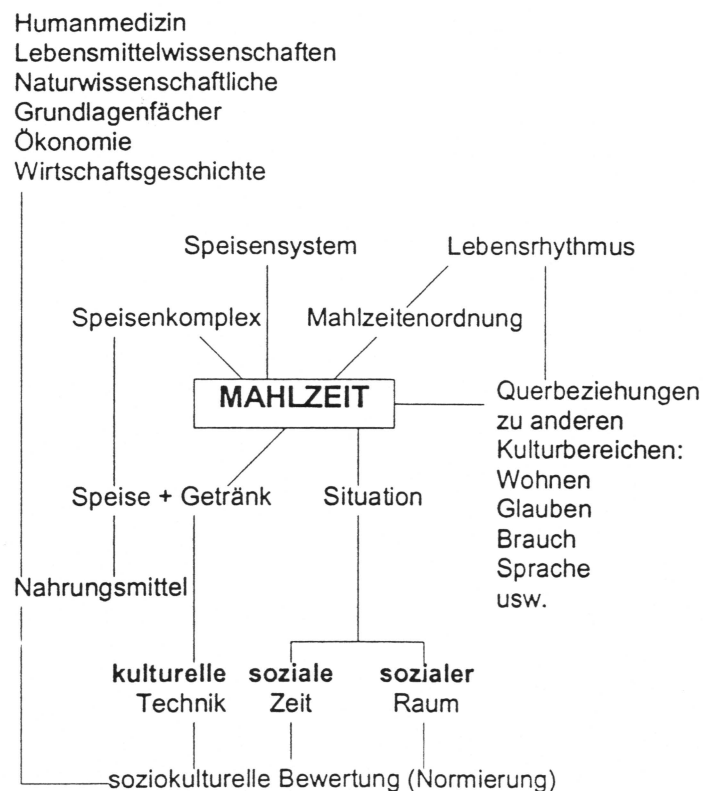 Humanmedizin
Lebensmittelwissenschaften
Naturwissenschaftliche
Grundlagenfächer
Ökonomie
Wirtschaftsgeschichte
Speisensystem
Lebensrhythmus
Speisenkomplex
Mahlzeitenordnung
MAHLZEIT
Querbeziehungen
zu anderen
Kulturbereichen:
Wohnen
Glauben
Brauch
Sprache
usw.
Speise + Getränk
Situation
Nahrungsmittel
kulturelle
Technik
soziale
Zeit
sozialer
Raum
soziokulturelle Bewertung (Normierung)